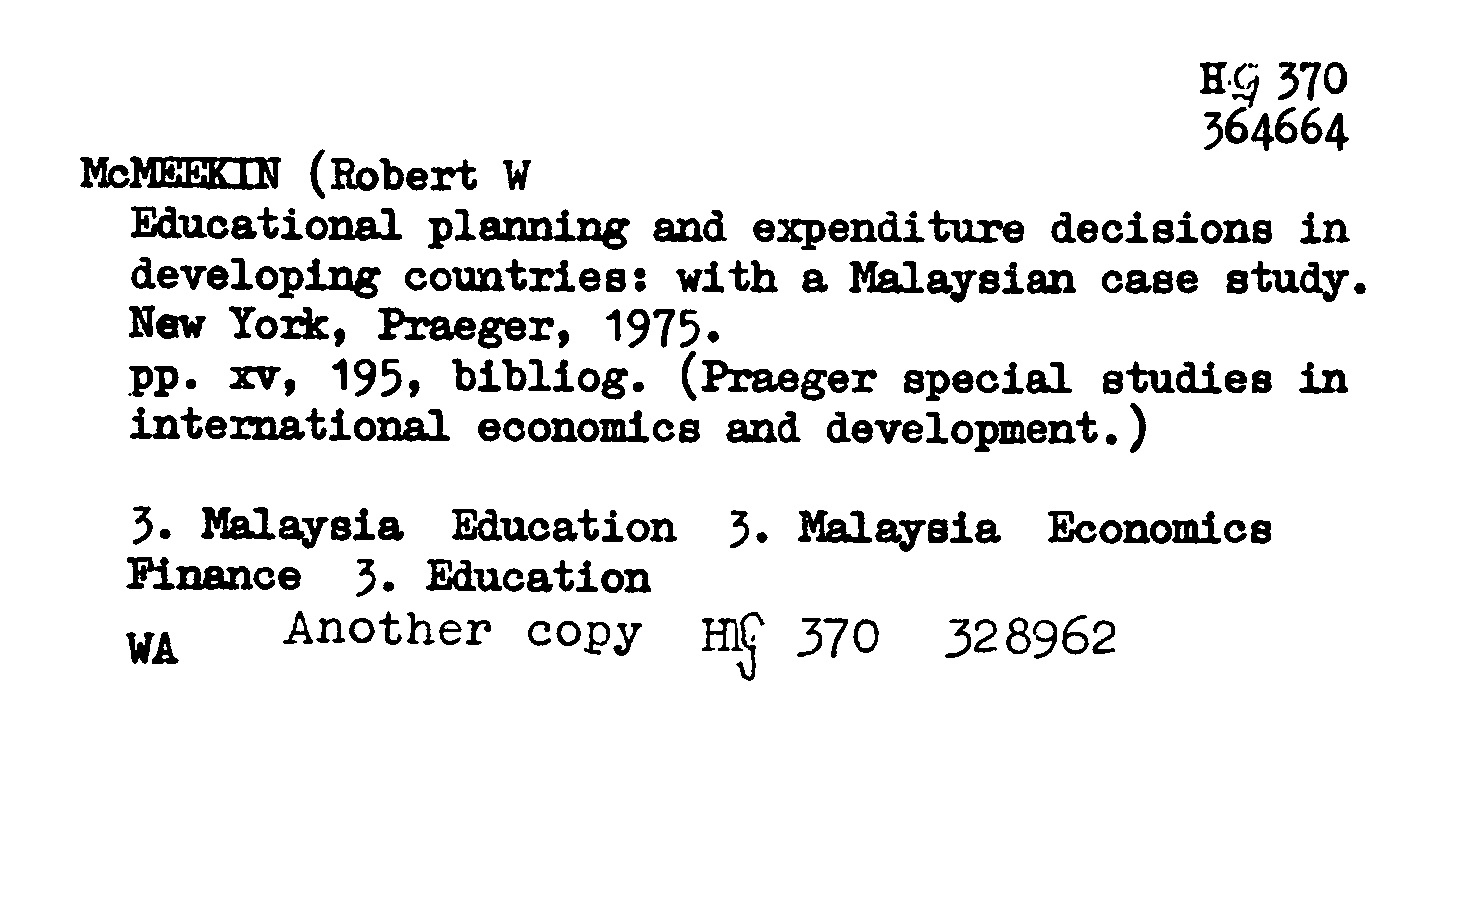 HG 370
364664
McMEEKIN (Robert W
Educational planning and expenditure decisions in
developing countries: with a Malaysian case study.
New York, Praeger, 1975.
pp. xv, 195, bibliog. (Praeger special studies in
international economics and development.)
3. Malaysia Education 3. Malaysia Economics
Finance 3. Education
WA Another copy 370 328962